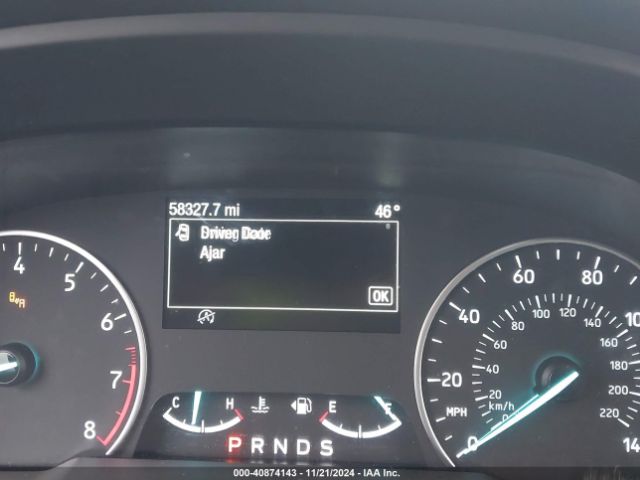 58327.7 mi 46°
Driver Door
Ajar
OK
4 5 6 7 8
C H E F
P R N D S
0 20 40 60 80
MPH
20 40 60 80 100 120 140 160 180 200 220
km/h
000-40874143 - 11/21/2024 - IAA Inc.